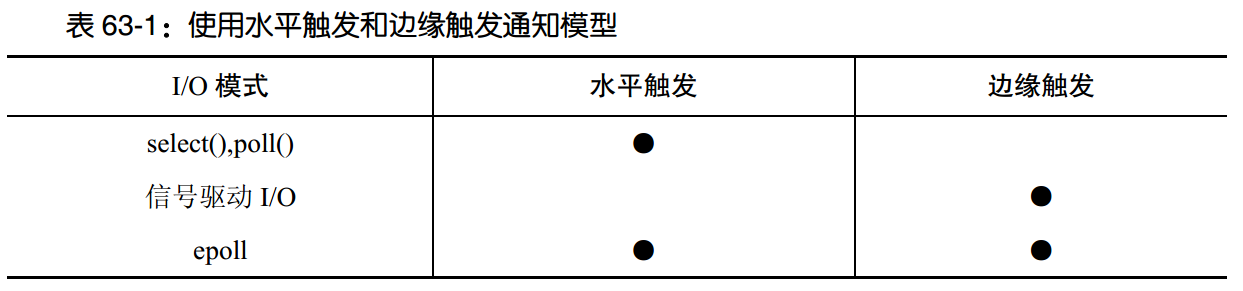 表 63-1：使用水平触发和边缘触发通知模型
I/O 模式 水平触发 边缘触发
select(),poll() ●
信号驱动 I/O ●
epoll ● ●